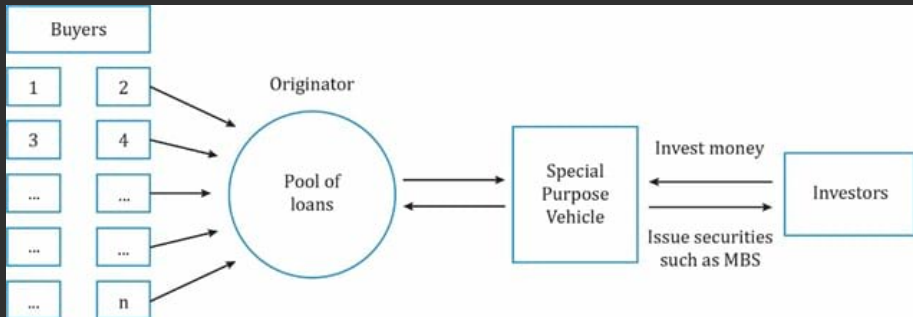 Buyers
1
2
3
4
...
...
...
...
...
n
Originator
Pool of
loans
Special
Purpose
Vehicle
Invest money
Issue securities
such as MBS
Investors